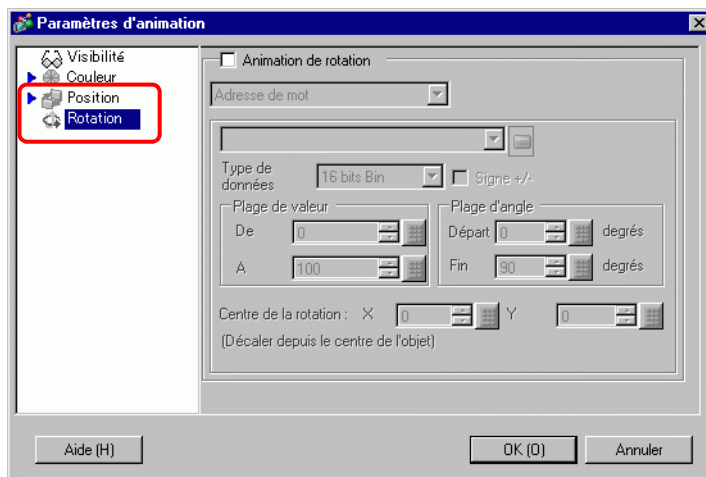 Paramètres d'animation
Visibilité
Couleur
Position
Rotation
Animation de rotation
Adresse de mot
Type de données
16 bits Bin
Signe +/-
Plage de valeur
De 0
A 100
Plage d'angle
Départ 0 degrés
Fin 90 degrés
Centre de la rotation : X 0 Y 0
(Décaler depuis le centre de l'objet)
Aide (H)
OK (O)
Annuler